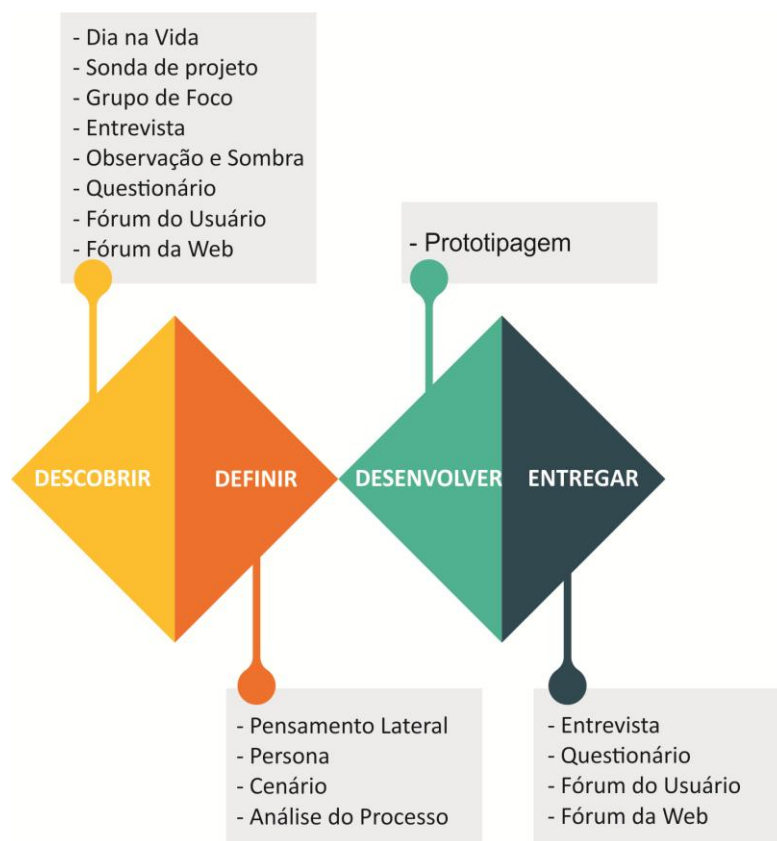 - Dia na Vida
- Sonda de projeto
- Grupo de Foco
- Entrevista
- Observação e Sombra
- Questionário
- Fórum do Usuário
- Fórum da Web
- Prototipagem
DESCOBRIR
DEFINIR
DESENVOLVER
ENTREGAR
- Pensamento Lateral
- Persona
- Cenário
- Análise do Processo
- Entrevista
- Questionário
- Fórum do Usuário
- Fórum da Web